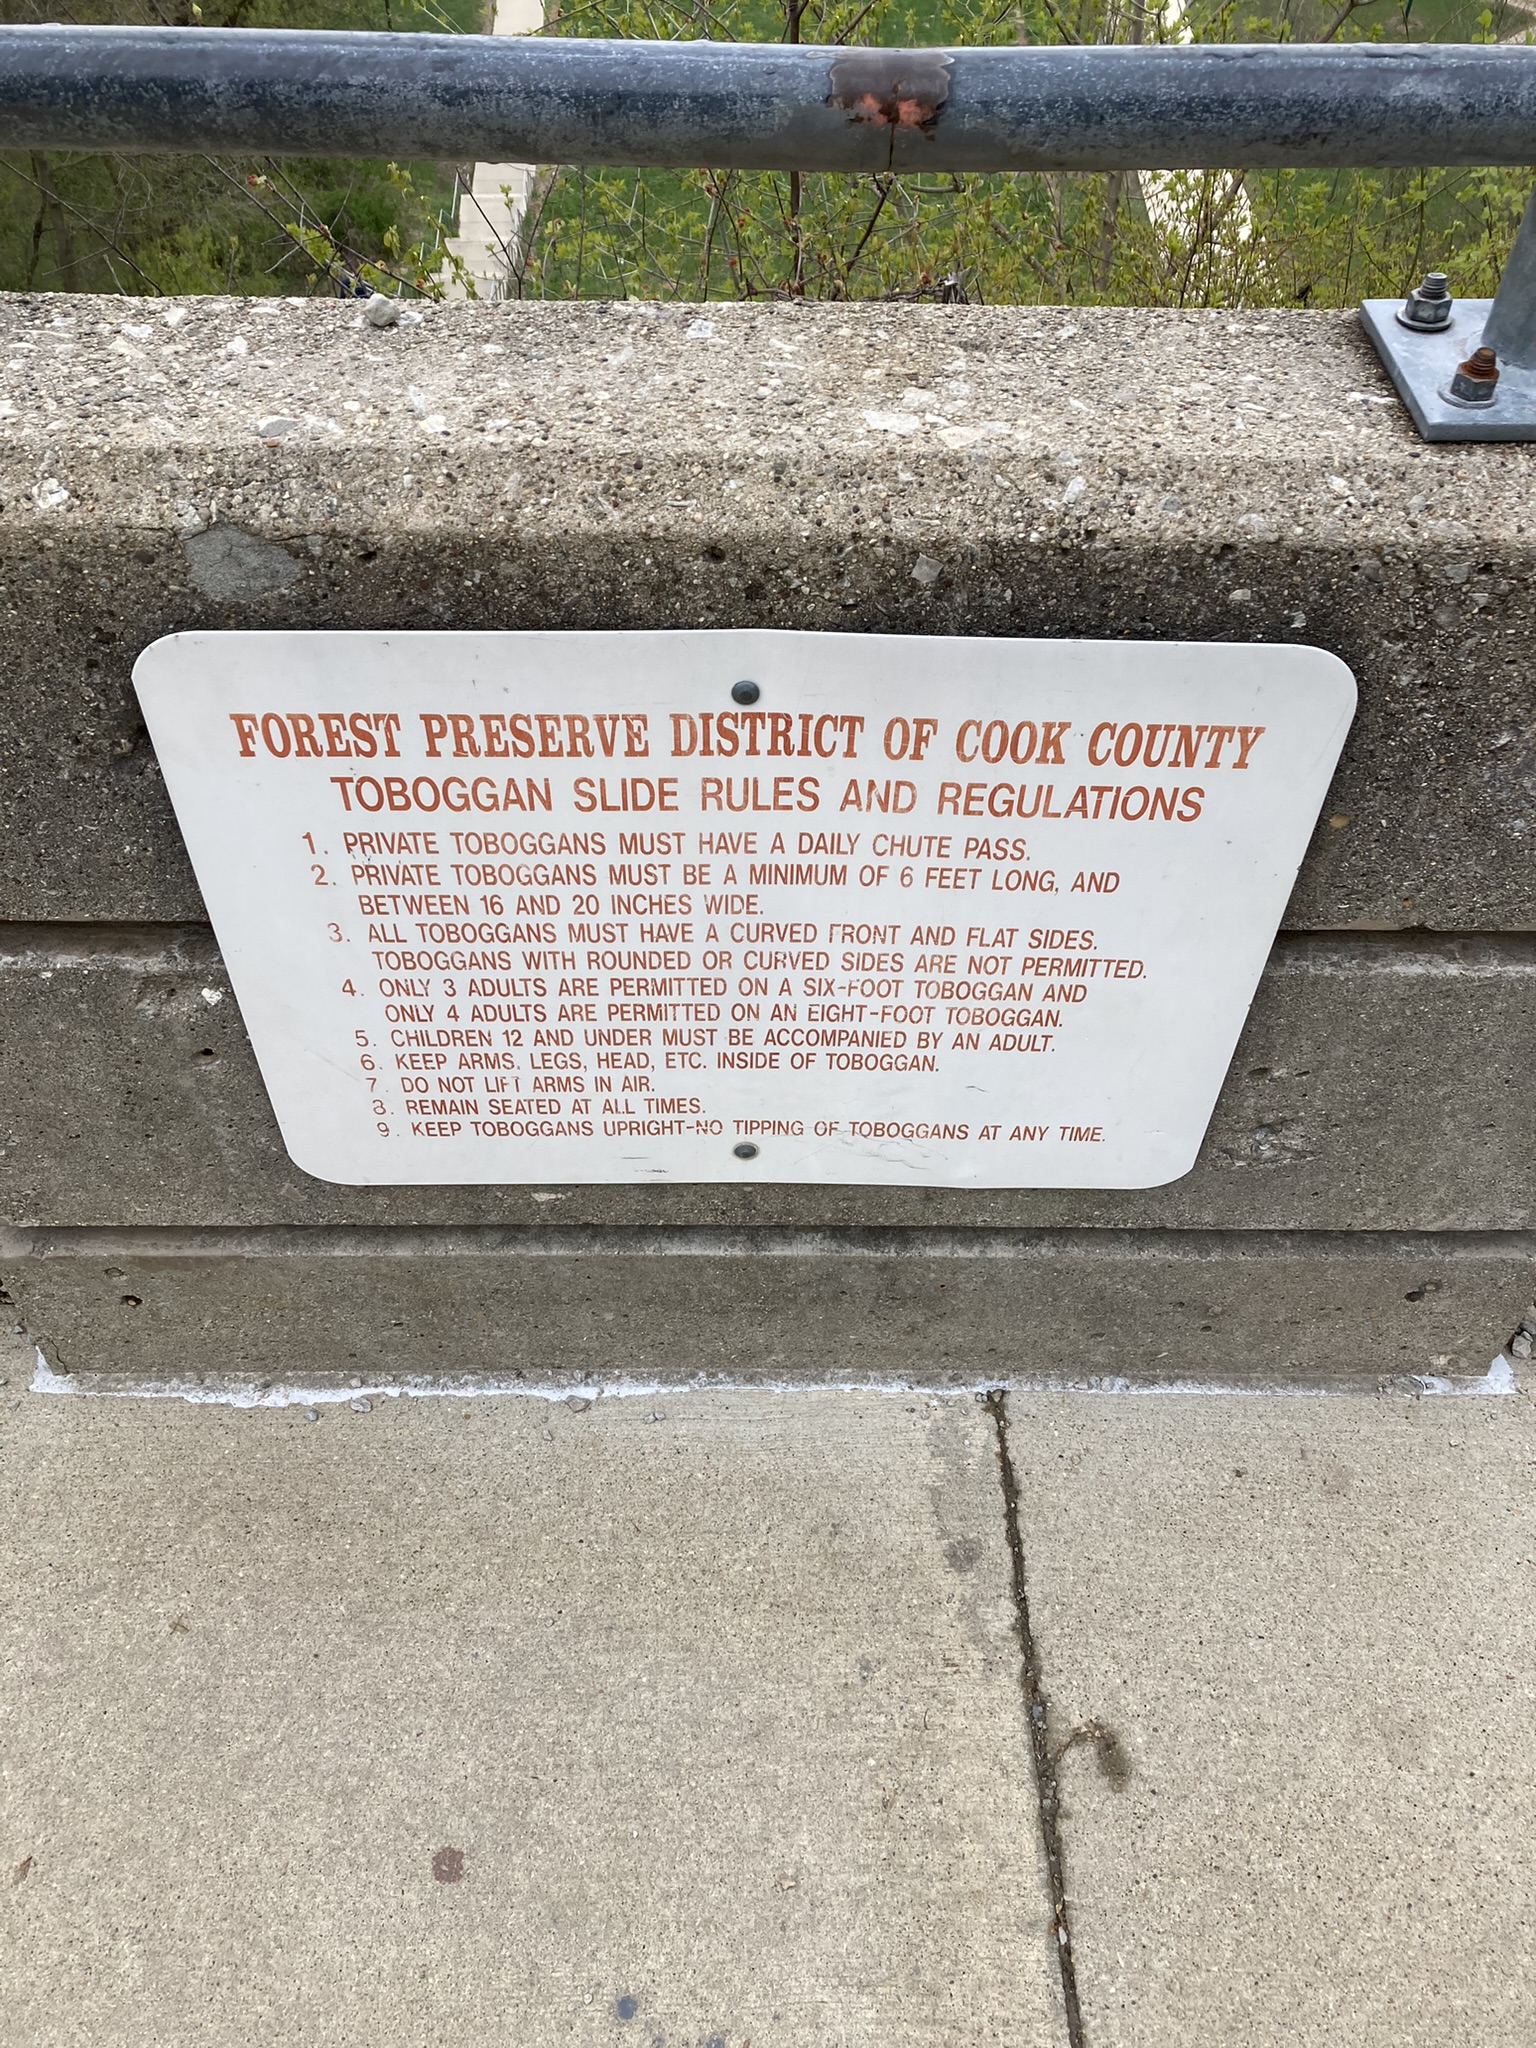 FOREST PRESERVE DISTRICT OF COOK COUNTY
TOBOGGAN SLIDE RULES AND REGULATIONS
1. PRIVATE TOBOGGANS MUST HAVE A DAILY CHUTE PASS.
2. PRIVATE TOBOGGANS MUST BE A MINIMUM OF 6 FEET LONG, AND
BETWEEN 16 AND 20 INCHES WIDE.
3. ALL TOBOGGANS MUST HAVE A CURVED FRONT AND FLAT SIDES.
TOBOGGANS WITH ROUNDED OR CURVED SIDES ARE NOT PERMITTED.
4. ONLY 3 ADULTS ARE PERMITTED ON A SIX-FOOT TOBOGGAN AND
ONLY 4 ADULTS ARE PERMITTED ON AN EIGHT-FOOT TOBOGGAN.
5. CHILDREN 12 AND UNDER MUST BE ACCOMPANIED BY AN ADULT.
6. KEEP ARMS, LEGS, HEAD, ETC. INSIDE OF TOBOGGAN.
7. DO NOT LIFT ARMS IN AIR.
8. REMAIN SEATED AT ALL TIMES.
9. KEEP TOBOGGANS UPRIGHT-NO TIPPING OF TOBOGGANS AT ANY TIME.